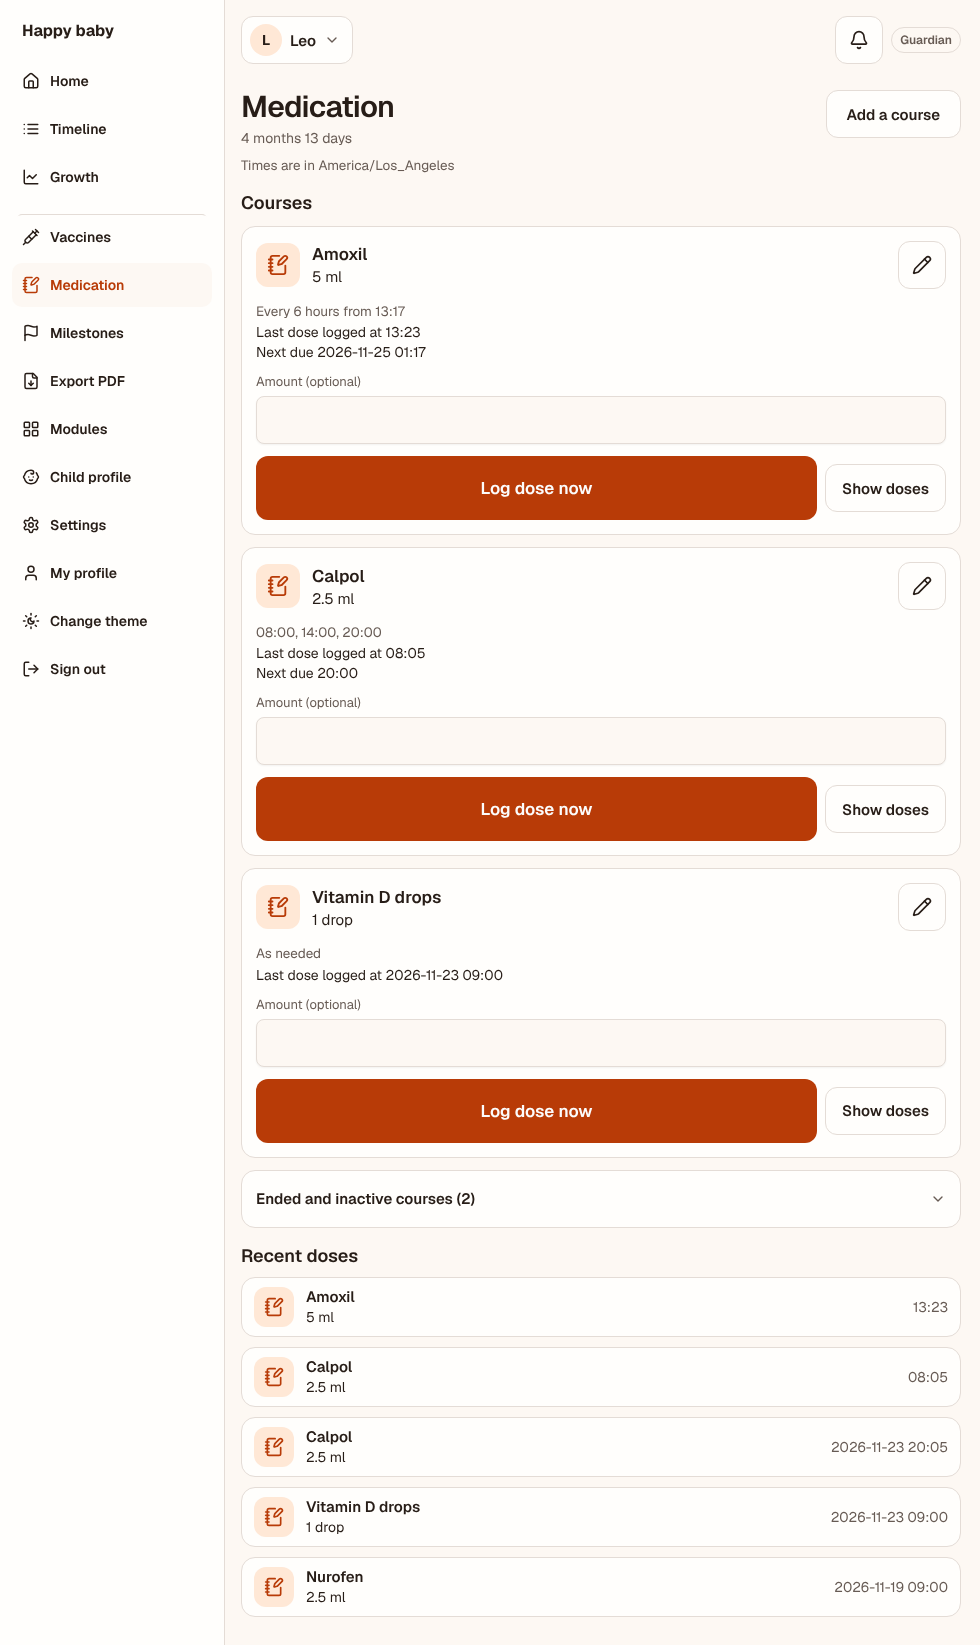 Happy baby
Home
Timeline
Growth
Vaccines
Medication
Milestones
Export PDF
Modules
Child profile
Settings
My profile
Change theme
Sign out
L Leo
Guardian
Medication
4 months 13 days
Times are in America/Los_Angeles
Add a course
Courses
Amoxil
5 ml
Every 6 hours from 13:17
Last dose logged at 13:23
Next due 2026-11-25 01:17
Amount (optional)
Log dose now
Show doses
Calpol
2.5 ml
08:00, 14:00, 20:00
Last dose logged at 08:05
Next due 20:00
Amount (optional)
Log dose now
Show doses
Vitamin D drops
1 drop
As needed
Last dose logged at 2026-11-23 09:00
Amount (optional)
Log dose now
Show doses
Ended and inactive courses (2)
Recent doses
Amoxil
5 ml
13:23
Calpol
2.5 ml
08:05
Calpol
2.5 ml
2026-11-23 20:05
Vitamin D drops
1 drop
2026-11-23 09:00
Nurofen
2.5 ml
2026-11-19 09:00